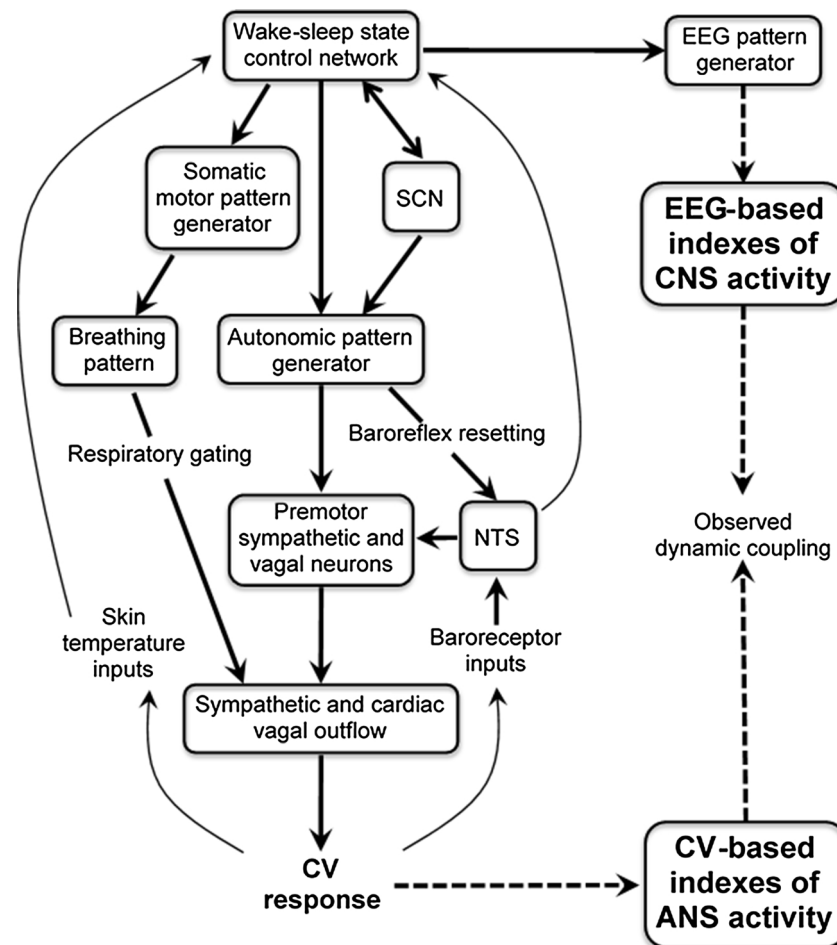 Wake-sleep state
control network
EEG pattern
generator
Somatic
motor pattern
generator
SCN
EEG-based
indexes of
CNS activity
Breathing
pattern
Autonomic pattern
generator
Respiratory gating
Baroreflex resetting
Premotor
sympathetic and
vagal neurons
NTS
Observed
dynamic coupling
Skin
temperature
inputs
Baroreceptor
inputs
Sympathetic and cardiac
vagal outflow
CV
response
CV-based
indexes of
ANS activity